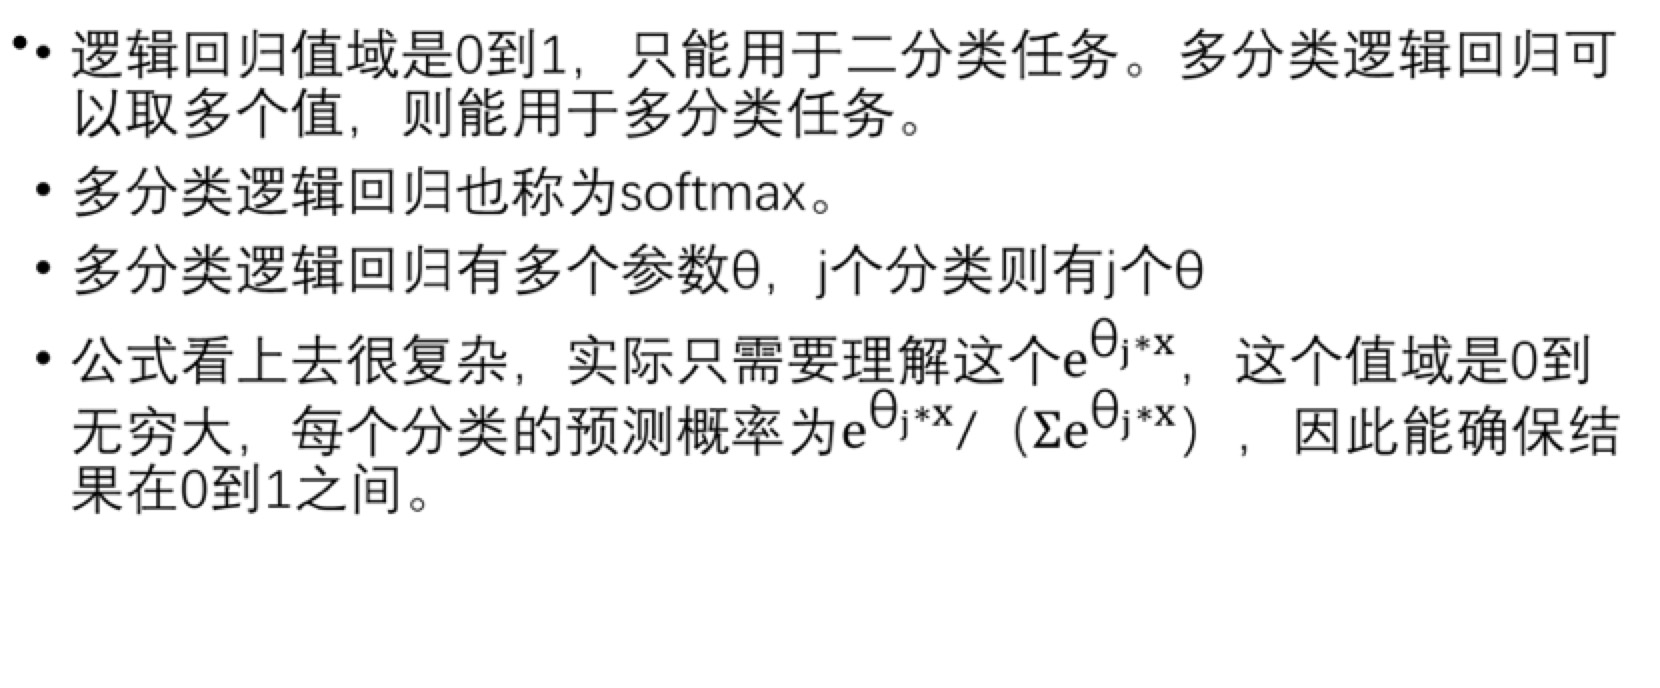 • • 逻辑回归值域是0到1，只能用于二分类任务。多分类逻辑回归可
以取多个值，则能用于多分类任务。
• 多分类逻辑回归也称为softmax。
• 多分类逻辑回归有多个参数θ，j个分类则有j个θ
• 公式看上去很复杂，实际只需要理解这个e^θj*x，这个值域是0到
无穷大，每个分类的预测概率为e^θj*x/（Σe^θj*x），因此能确保结
果在0到1之间。